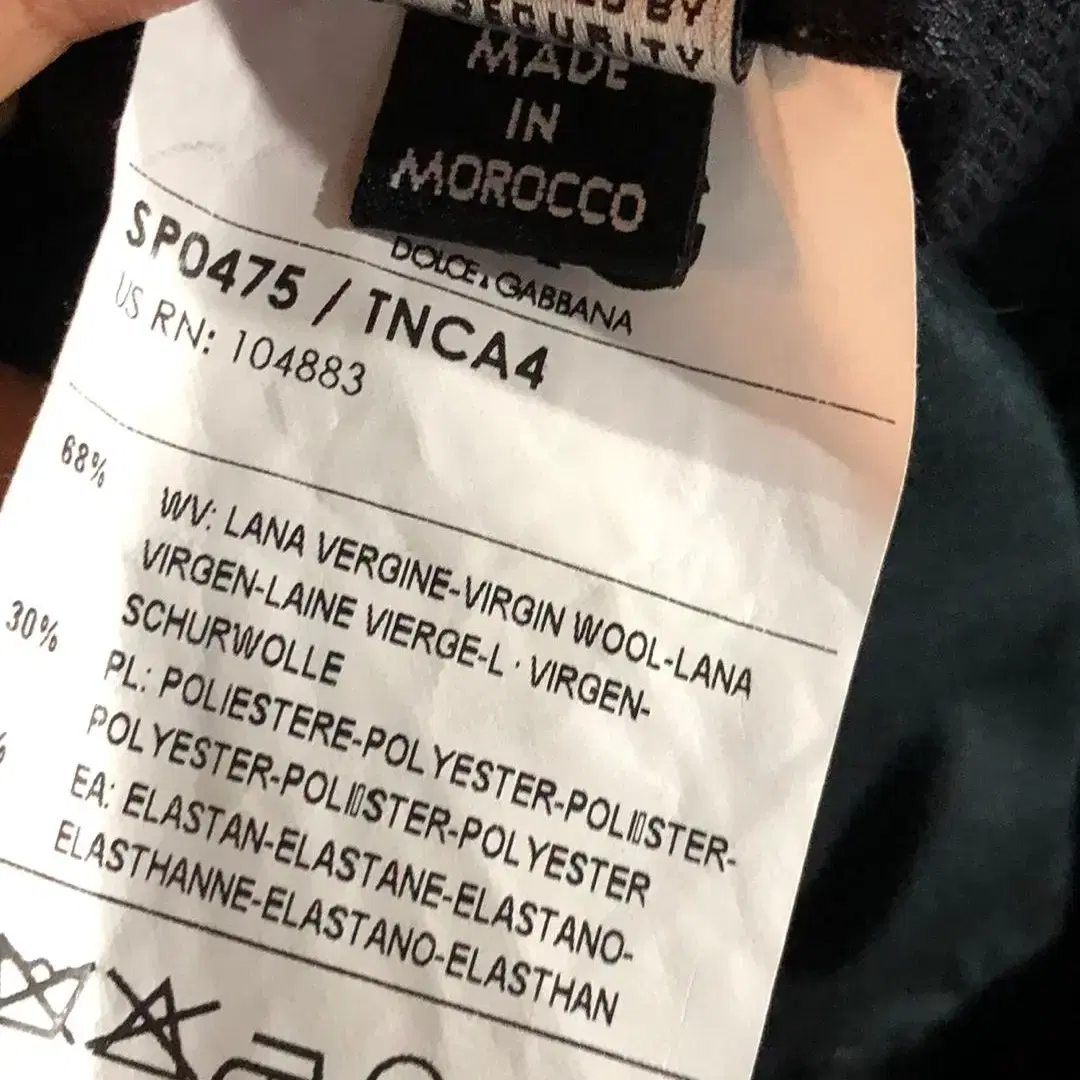 BY
SECURITY
MADE
IN
MOROCCO
DOLCE & GABBANA
SP0475 / TNCA4
US RN: 104883
68%
WV: LANA VERGINE-VIRGIN WOOL-LANA
VIRGEN-LAINE VIERGE-L · VIRGEN-
SCHURWOLLE
30%
PL: POLIESTERE-POLYESTER-POLI▯STER-
POLYESTER-POLI▯STER-POLYESTER
%
EA: ELASTAN-ELASTANE-ELASTANO-
ELASTHANNE-ELASTANO-ELASTHAN